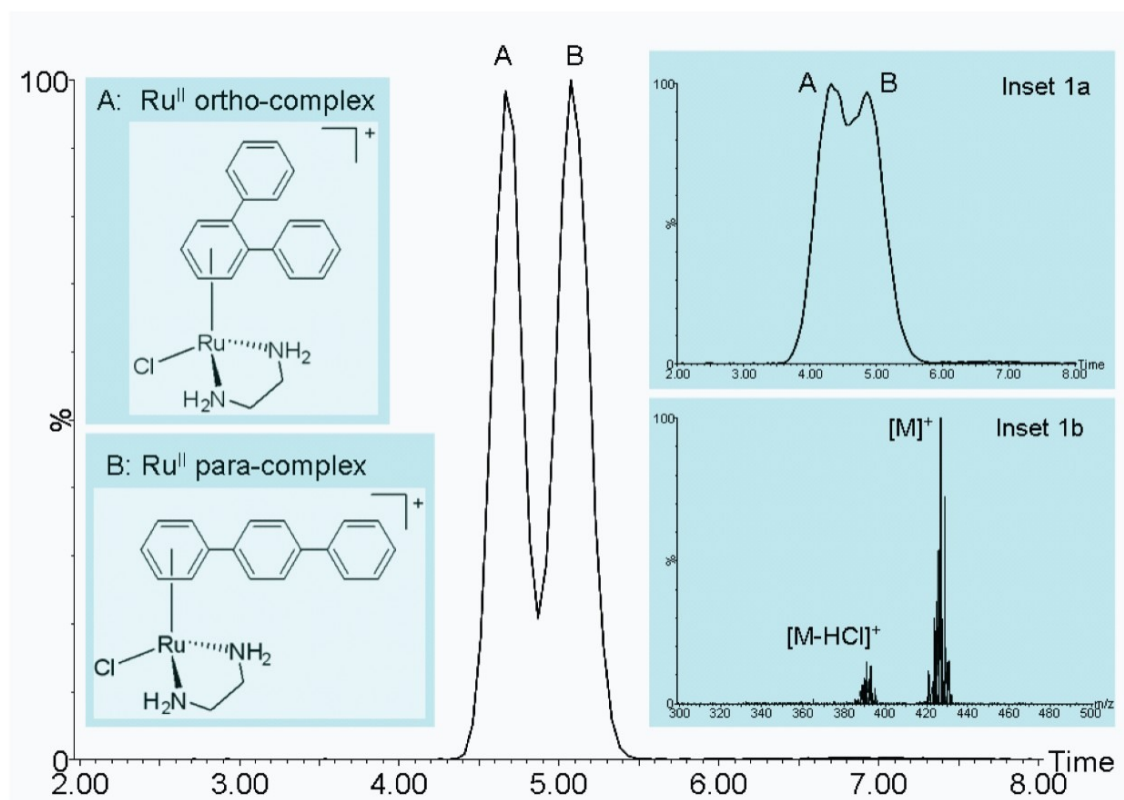 A B
100
%
0
2.00 3.00 4.00 5.00 6.00 7.00 8.00
Time
A: Ru^II ortho-complex
+
Ru
Cl
NH2
H2N
B: Ru^II para-complex
+
Ru
Cl
NH2
H2N
Inset 1a
A B
100
%
0
2.00 3.00 4.00 5.00 6.00 7.00 8.00
Time
Inset 1b
[M]+
[M-HCl]+
100
%
0
300 320 340 360 380 400 420 440 460 480 500
m/z